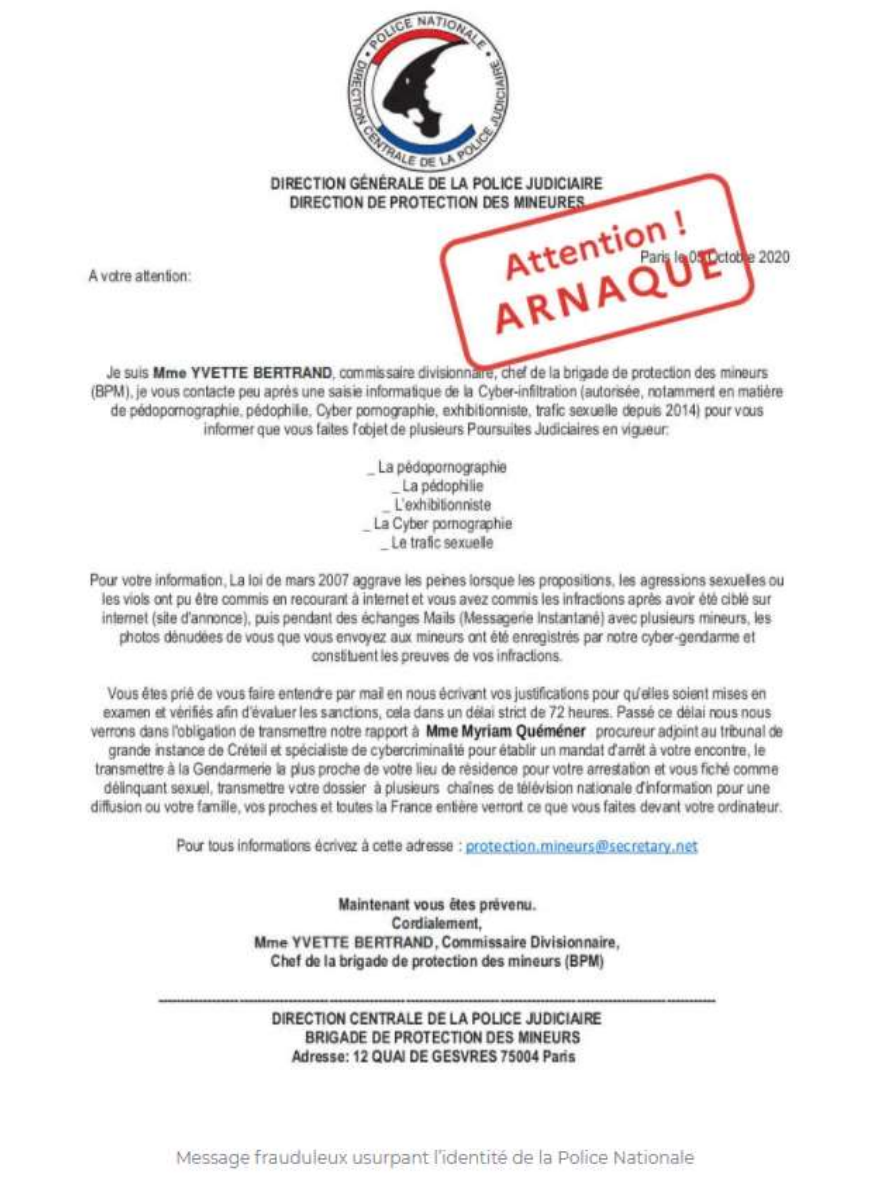 POLICE NATIONALE
DIRECTION CENTRALE DE LA POLICE JUDICIAIRE
DIRECTION GÉNÉRALE DE LA POLICE JUDICIAIRE
DIRECTION DE PROTECTION DES MINEURES
Attention !
ARNAQUE
Paris le 05 Octobre 2020
A votre attention:
Je suis Mme YVETTE BERTRAND, commissaire divisionnaire, chef de la brigade de protection des mineurs
(BPM), je vous contacte peu après une saisie informatique de la Cyber-infiltration (autorisée, notamment en matière
de pédopornographie, pédophilie, Cyber pornographie, exhibitionniste, trafic sexuelle depuis 2014) pour vous
informer que vous faites l'objet de plusieurs Poursuites Judiciaires en vigueur:
_ La pédopornographie
_ La pédophilie
_ L'exhibitionniste
_ La Cyber pornographie
_ Le trafic sexuelle
Pour votre information, La loi de mars 2007 aggrave les peines lorsque les propositions, les agressions sexuelles ou
les viols ont pu être commis en recourant à internet et vous avez commis les infractions après avoir été ciblé sur
internet (site d'annonce), puis pendant des échanges Mails (Messagerie Instantané) avec plusieurs mineurs, les
photos dénudées de vous que vous envoyez aux mineurs ont été enregistrés par notre cyber-gendarme et
constituent les preuves de vos infractions.
Vous êtes prié de vous faire entendre par mail en nous écrivant vos justifications pour qu'elles soient mises en
examen et vérifiés afin d'évaluer les sanctions, cela dans un délai strict de 72 heures. Passé ce délai nous nous
verrons dans l'obligation de transmettre notre rapport à Mme Myriam Quéméner procureur adjoint au tribunal de
grande instance de Créteil et spécialiste de cybercriminalité pour établir un mandat d'arrêt à votre encontre, le
transmettre à la Gendarmerie la plus proche de votre lieu de résidence pour votre arrestation et vous fiché comme
délinquant sexuel, transmettre votre dossier à plusieurs chaînes de télévision nationale d'information pour une
diffusion ou votre famille, vos proches et toutes la France entière verront ce que vous faites devant votre ordinateur.
Pour tous informations écrivez à cette adresse : protection.mineurs@secretary.net
Maintenant vous êtes prévenu.
Cordialement,
Mme YVETTE BERTRAND, Commissaire Divisionnaire,
Chef de la brigade de protection des mineurs (BPM)
DIRECTION CENTRALE DE LA POLICE JUDICIAIRE
BRIGADE DE PROTECTION DES MINEURS
Adresse: 12 QUAI DE GESVRES 75004 Paris
Message frauduleux usurpant l'identité de la Police Nationale